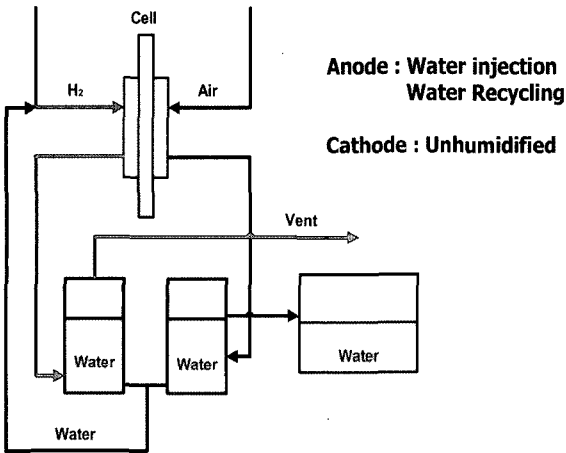 Cell
H₂
Air
Anode : Water injection
Water Recycling
Cathode : Unhumidified
Vent
Water
Water
Water
Water